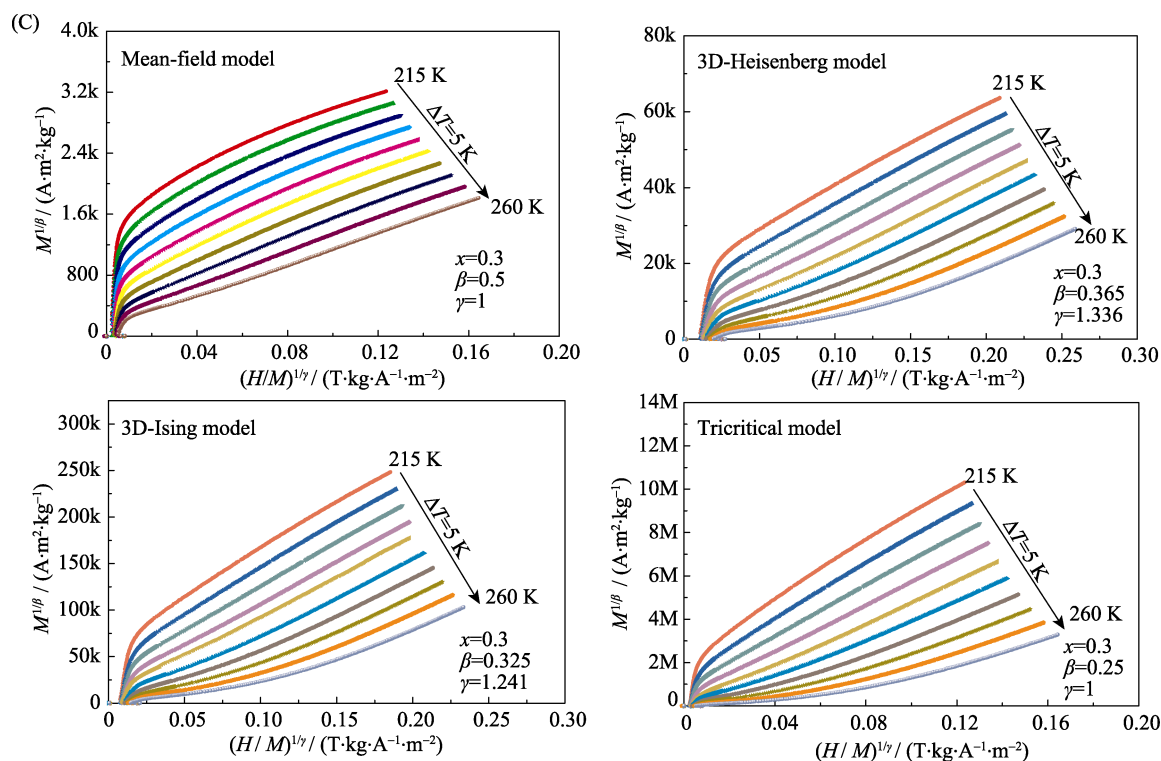 (C)
Mean-field model
4.0k
3.2k
2.4k
1.6k
800
0
M^{1/β} / (A·m²·kg⁻¹)
215 K
ΔT=5 K
260 K
x=0.3
β=0.5
γ=1
0.04 0.08 0.12 0.16 0.20
(H/M)^{1/γ} / (T·kg·A⁻¹·m⁻²)
3D-Heisenberg model
80k
60k
40k
20k
0
M^{1/β} / (A·m²·kg⁻¹)
215 K
ΔT=5 K
260 K
x=0.3
β=0.365
γ=1.336
0 0.05 0.10 0.15 0.20 0.25 0.30
(H / M)^{1/γ} / (T·kg·A⁻¹·m⁻²)
3D-Ising model
300k
250k
200k
150k
100k
50k
0
M^{1/β} / (A·m²·kg⁻¹)
215 K
ΔT=5 K
260 K
x=0.3
β=0.325
γ=1.241
0 0.05 0.10 0.15 0.20 0.25 0.30
(H / M)^{1/γ} / (T·kg·A⁻¹·m⁻²)
Tricritical model
14M
12M
10M
8M
6M
4M
2M
0
M^{1/β} / (A·m²·kg⁻¹)
215 K
ΔT=5 K
260 K
x=0.3
β=0.25
γ=1
0 0.04 0.08 0.12 0.16 0.20
(H / M)^{1/γ} / (T·kg·A⁻¹·m⁻²)